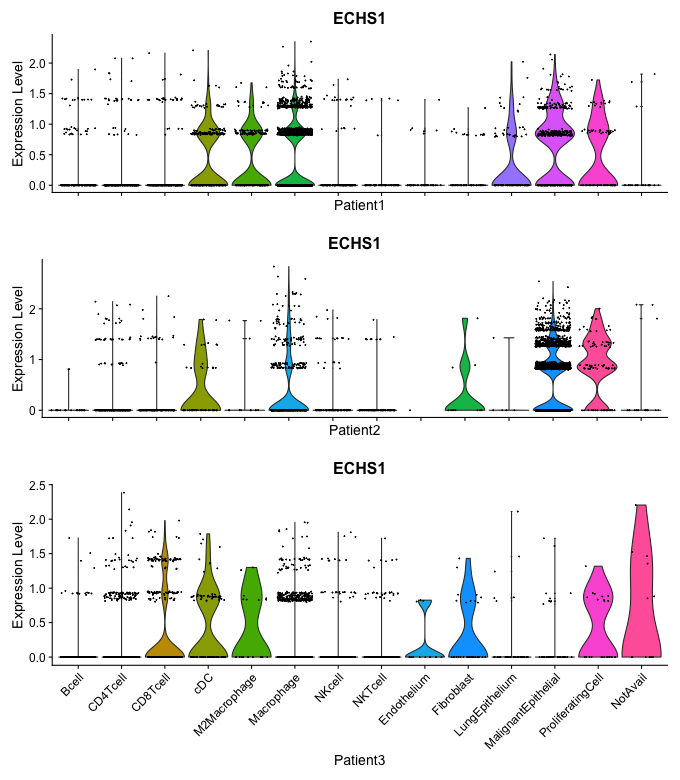 ECHS1
Expression Level
2.0
1.5
1.0
0.5
0.0
Patient1
ECHS1
Expression Level
2
1
0
Patient2
ECHS1
Expression Level
2.5
2.0
1.5
1.0
0.5
0.0
Bcell
CD4Tcell
CD8Tcell
cDC
M2Macrophage
Macrophage
NKcell
NKTcell
Endothelium
Fibroblast
LungEpithelium
MalignantEpithelial
ProliferatingCell
NotAvail
Patient3